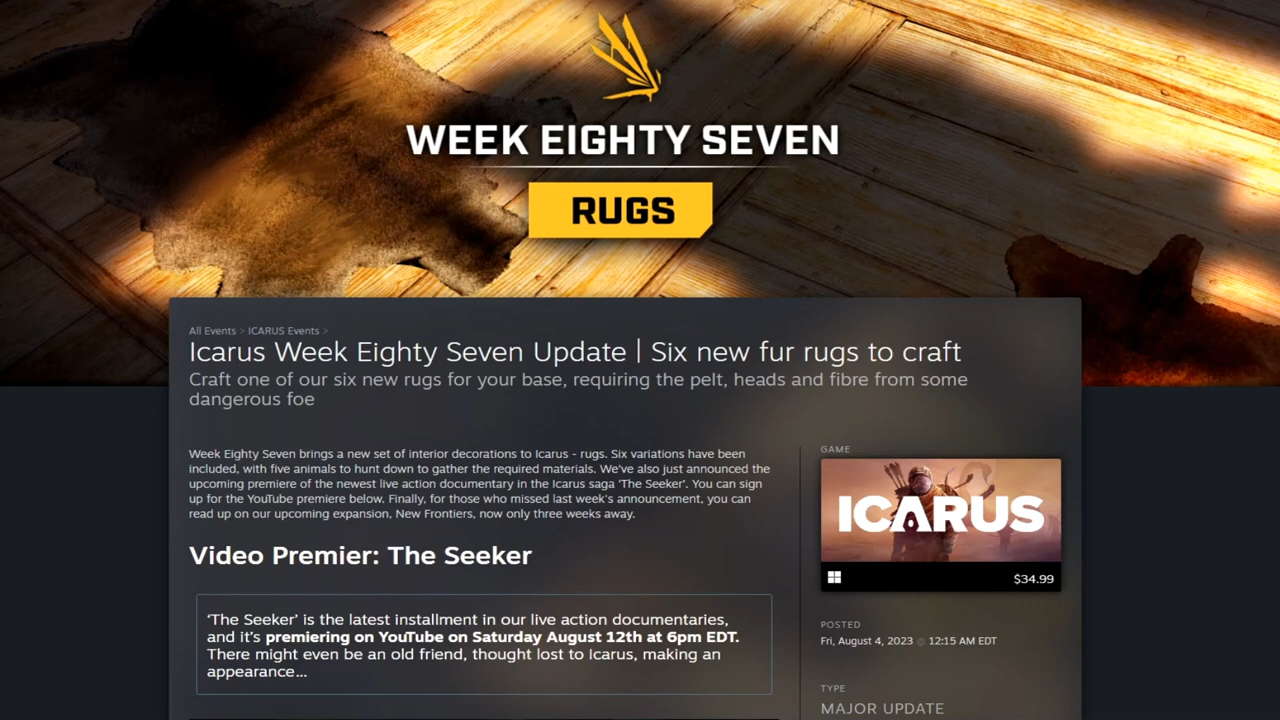 WEEK EIGHTY SEVEN
RUGS
All Events > ICARUS Events >
Icarus Week Eighty Seven Update | Six new fur rugs to craft
Craft one of our six new rugs for your base, requiring the pelt, heads and fibre from some
dangerous foe
Week Eighty Seven brings a new set of interior decorations to Icarus - rugs. Six variations have been
included, with five animals to hunt down to gather the required materials. We've also just announced the
upcoming premiere of the newest live action documentary in the Icarus saga 'The Seeker'. You can sign
up for the YouTube premiere below. Finally, for those who missed last week's announcement, you can
read up on our upcoming expansion, New Frontiers, now only three weeks away.
Video Premier: The Seeker
‘The Seeker’ is the latest installment in our live action documentaries,
and it’s premiering on YouTube on Saturday August 12th at 6pm EDT.
There might even be an old friend, thought lost to Icarus, making an
appearance...
GAME
ICARUS
$34.99
POSTED
Fri, August 4, 2023 @ 12:15 AM EDT
TYPE
MAJOR UPDATE